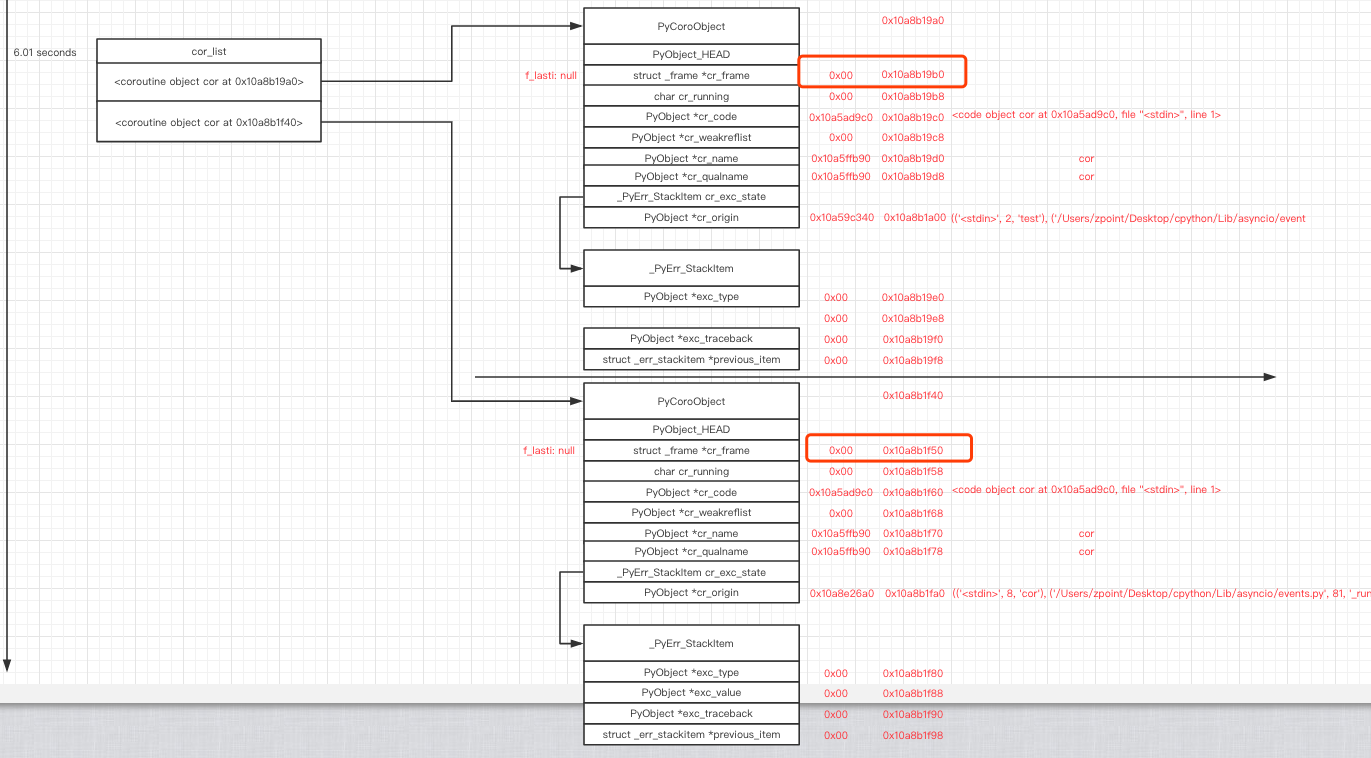 6.01 seconds
cor_list
<coroutine object cor at 0x10a8b19a0>
<coroutine object cor at 0x10a8b1f40>
PyCoroObject 0x10a8b19a0
PyObject_HEAD
f_lasti: null struct _frame *cr_frame 0x00 0x10a8b19b0
char cr_running 0x00 0x10a8b19b8
PyObject *cr_code 0x10a5ad9c0 0x10a8b19c0 <code object cor at 0x10a5ad9c0, file "<stdin>", line 1>
PyObject *cr_weakreflist 0x00 0x10a8b19c8
PyObject *cr_name 0x10a5ffb90 0x10a8b19d0 cor
PyObject *cr_qualname 0x10a5ffb90 0x10a8b19d8 cor
_PyErr_StackItem cr_exc_state
PyObject *cr_origin 0x10a59c340 0x10a8b1a00 (('<stdin>', 2, 'test'), ('/Users/zpoint/Desktop/cpython/Lib/asyncio/event
_PyErr_StackItem
PyObject *exc_type 0x00 0x10a8b19e0
0x00 0x10a8b19e8
PyObject *exc_traceback 0x00 0x10a8b19f0
struct _err_stackitem *previous_item 0x00 0x10a8b19f8
PyCoroObject 0x10a8b1f40
PyObject_HEAD
f_lasti: null struct _frame *cr_frame 0x00 0x10a8b1f50
char cr_running 0x00 0x10a8b1f58
PyObject *cr_code 0x10a5ad9c0 0x10a8b1f60 <code object cor at 0x10a5ad9c0, file "<stdin>", line 1>
PyObject *cr_weakreflist 0x00 0x10a8b1f68
PyObject *cr_name 0x10a5ffb90 0x10a8b1f70 cor
PyObject *cr_qualname 0x10a5ffb90 0x10a8b1f78 cor
_PyErr_StackItem cr_exc_state
PyObject *cr_origin 0x10a8e26a0 0x10a8b1fa0 (('<stdin>', 8, 'cor'), ('/Users/zpoint/Desktop/cpython/Lib/asyncio/events.py', 81, '_run
_PyErr_StackItem
PyObject *exc_type 0x00 0x10a8b1f80
PyObject *exc_value 0x00 0x10a8b1f88
PyObject *exc_traceback 0x00 0x10a8b1f90
struct _err_stackitem *previous_item 0x00 0x10a8b1f98